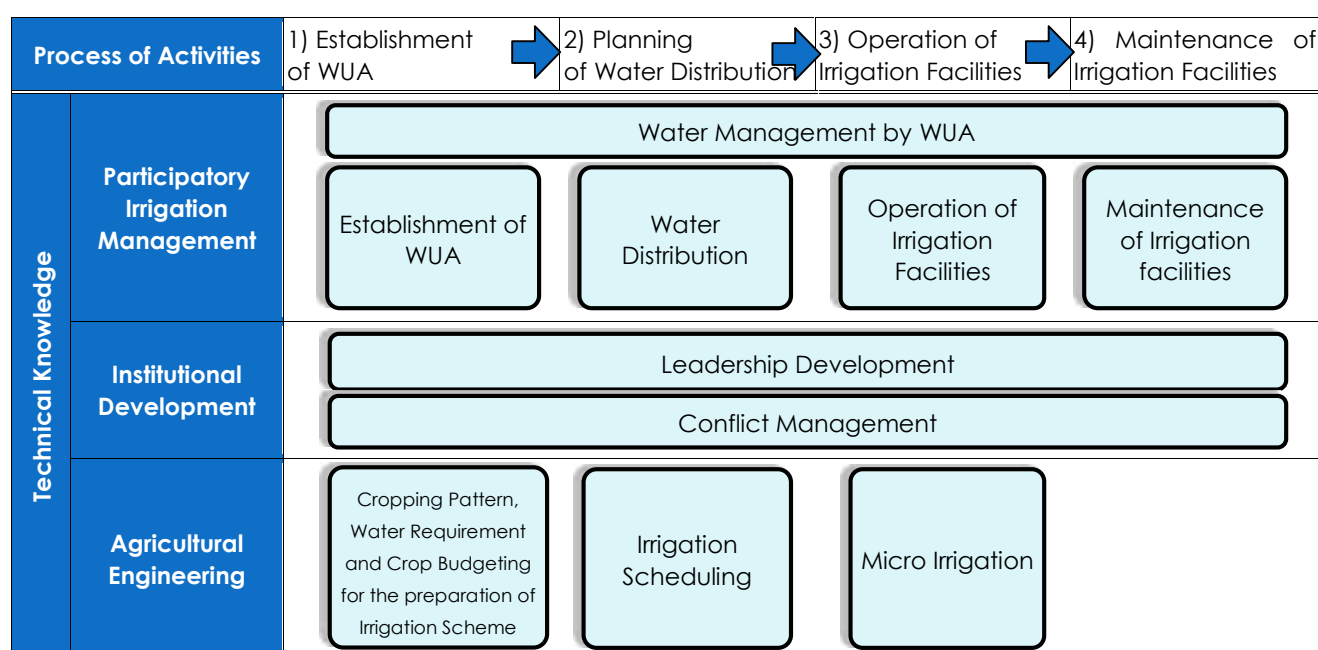 Process of Activities
1) Establishment
of WUA
2) Planning
of Water Distribution
3) Operation of
Irrigation Facilities
4) Maintenance of
Irrigation Facilities
Technical Knowledge
Participatory
Irrigation
Management
Water Management by WUA
Establishment of
WUA
Water
Distribution
Operation of
Irrigation
Facilities
Maintenance
of Irrigation
facilities
Institutional
Development
Leadership Development
Conflict Management
Agricultural
Engineering
Cropping Pattern,
Water Requirement
and Crop Budgeting
for the preparation of
Irrigation Scheme
Irrigation
Scheduling
Micro Irrigation